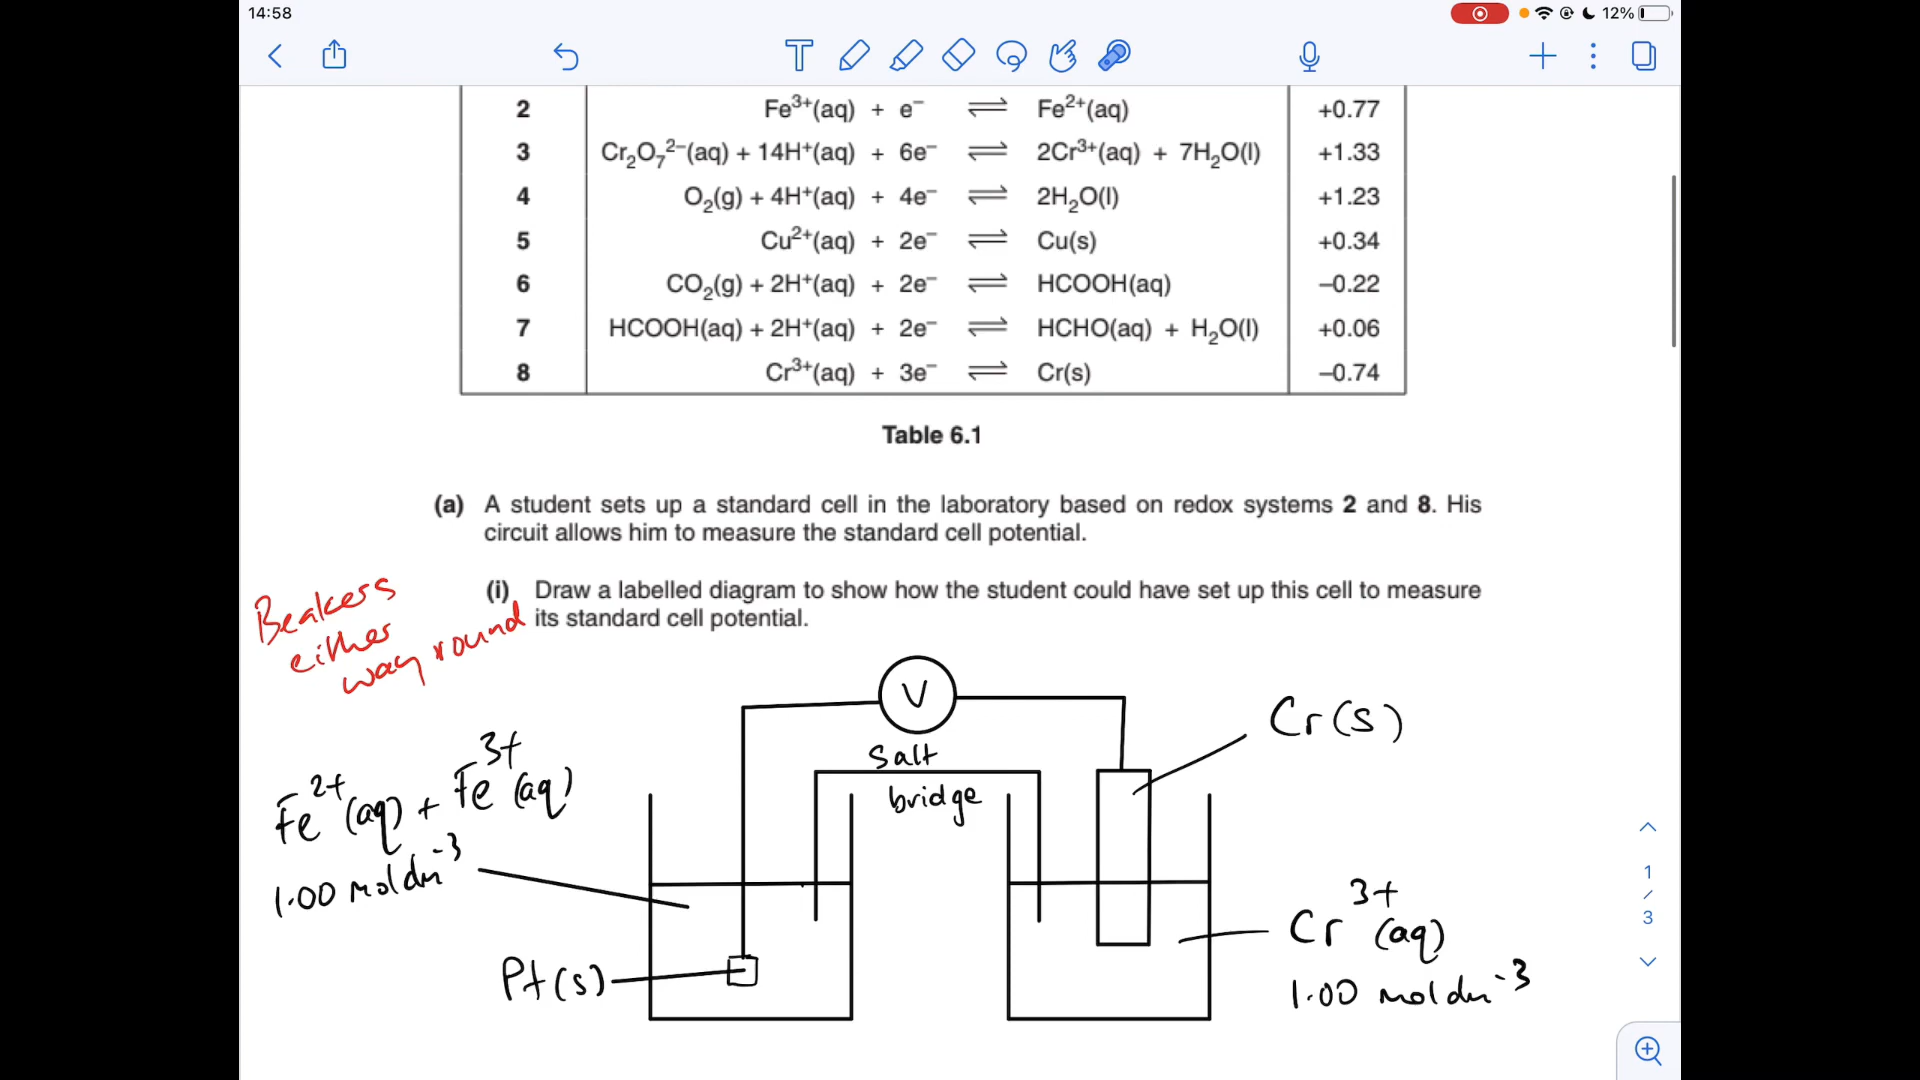 14:58
12%
2 Fe³⁺(aq) + e⁻ ⇌ Fe²⁺(aq) +0.77
3 Cr₂O₇²⁻(aq) + 14H⁺(aq) + 6e⁻ ⇌ 2Cr³⁺(aq) + 7H₂O(l) +1.33
4 O₂(g) + 4H⁺(aq) + 4e⁻ ⇌ 2H₂O(l) +1.23
5 Cu²⁺(aq) + 2e⁻ ⇌ Cu(s) +0.34
6 CO₂(g) + 2H⁺(aq) + 2e⁻ ⇌ HCOOH(aq) −0.22
7 HCOOH(aq) + 2H⁺(aq) + 2e⁻ ⇌ HCHO(aq) + H₂O(l) +0.06
8 Cr³⁺(aq) + 3e⁻ ⇌ Cr(s) −0.74
Table 6.1
(a) A student sets up a standard cell in the laboratory based on redox systems 2 and 8. His
circuit allows him to measure the standard cell potential.
(i) Draw a labelled diagram to show how the student could have set up this cell to measure
its standard cell potential.
Beakers
either
way round
V
Salt
bridge
Cr(s)
Fe²⁺(aq) + Fe³⁺(aq)
1.00 moldm⁻³
Pt(s)
Cr³⁺(aq)
1.00 moldm⁻³
1
/
3